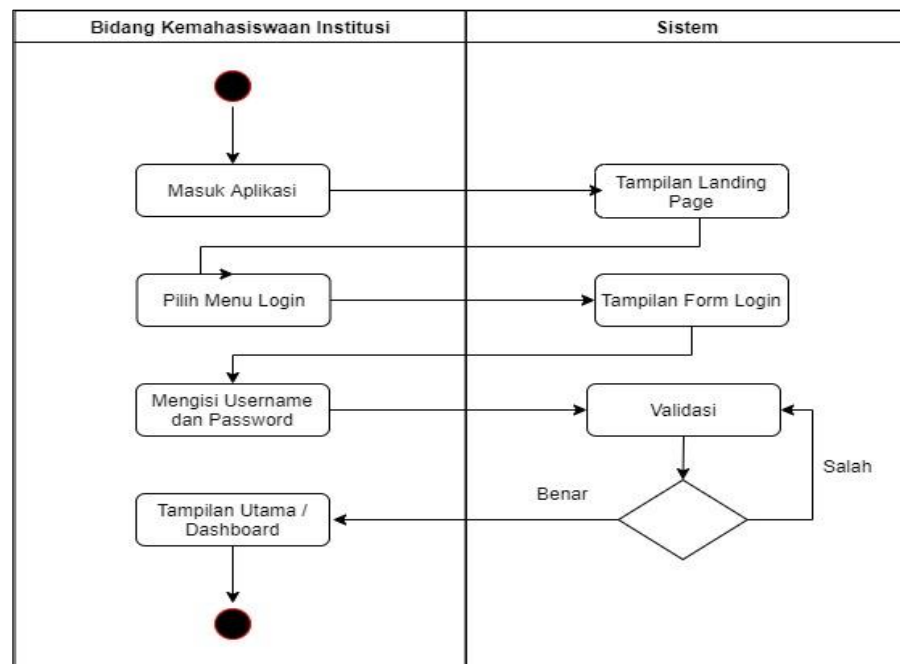 Bidang Kemahasiswaan Institusi
Sistem
Masuk Aplikasi
Tampilan Landing
Page
Pilih Menu Login
Tampilan Form Login
Mengisi Username
dan Password
Validasi
Salah
Benar
Tampilan Utama /
Dashboard